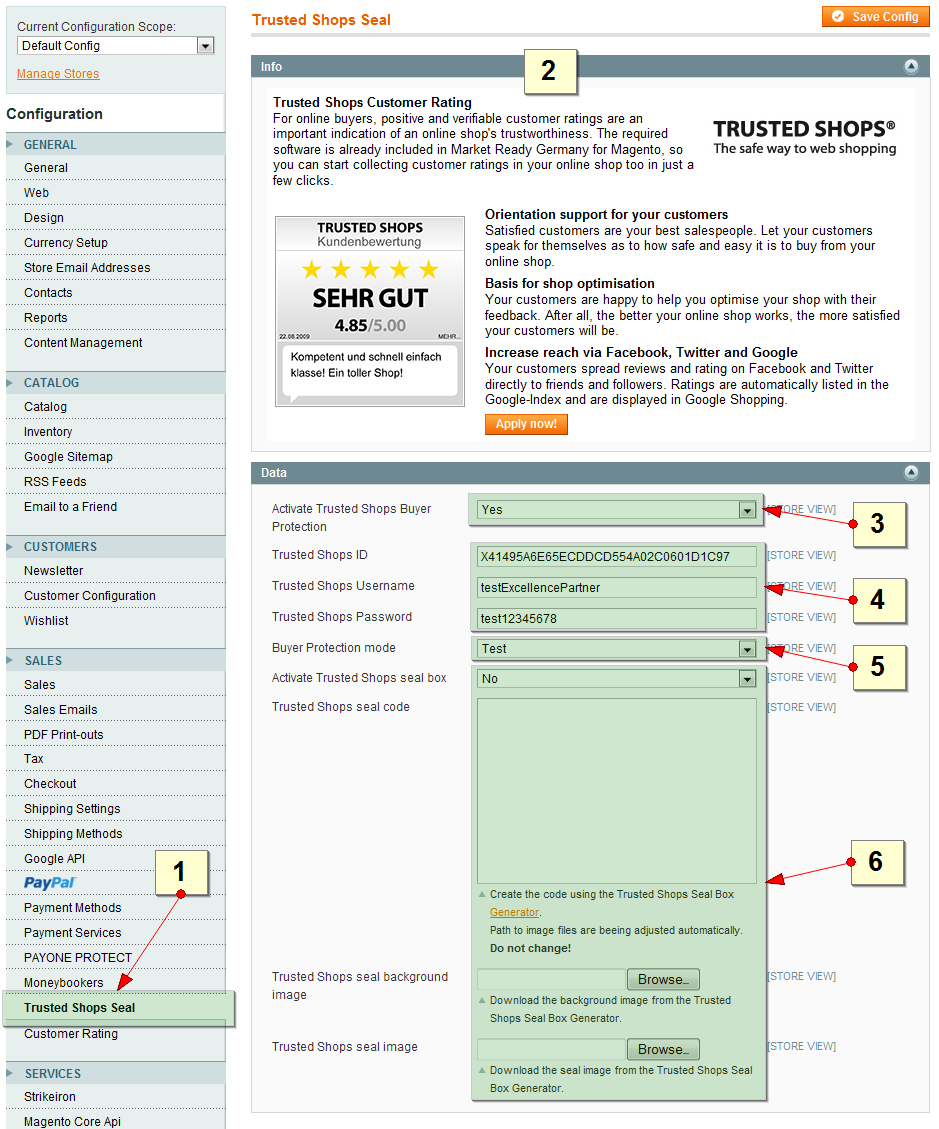 Current Configuration Scope:
Default Config
Manage Stores
Configuration
GENERAL
General
Web
Design
Currency Setup
Store Email Addresses
Contacts
Reports
Content Management
CATALOG
Catalog
Inventory
Google Sitemap
RSS Feeds
Email to a Friend
CUSTOMERS
Newsletter
Customer Configuration
Wishlist
SALES
Sales
Sales Emails
PDF Print-outs
Tax
Checkout
Shipping Settings
Shipping Methods
Google API
1
PayPal
Payment Methods
Payment Services
PAYONE PROTECT
Moneybookers
Trusted Shops Seal
Customer Rating
SERVICES
Strikeiron
Magento Core Api
Trusted Shops Seal
Save Config
Info
2
Trusted Shops Customer Rating
For online buyers, positive and verifiable customer ratings are an
important indication of an online shop's trustworthiness. The required
software is already included in Market Ready Germany for Magento, so
you can start collecting customer ratings in your online shop too in just a
few clicks.
TRUSTED SHOPS®
The safe way to web shopping
TRUSTED SHOPS
Kundenbewertung
SEHR GUT
4.85/5.00
22.08.2009 MEHR...
Kompetent und schnell einfach
klasse! Ein toller Shop!
Orientation support for your customers
Satisfied customers are your best salespeople. Let your customers
speak for themselves as to how safe and easy it is to buy from your
online shop.
Basis for shop optimisation
Your customers are happy to help you optimise your shop with their
feedback. After all, the better your online shop works, the more satisfied
your customers will be.
Increase reach via Facebook, Twitter and Google
Your customers spread reviews and rating on Facebook and Twitter
directly to friends and followers. Ratings are automatically listed in the
Google-Index and are displayed in Google Shopping.
Apply now!
Data
Activate Trusted Shops Buyer
Protection
Yes
[STORE VIEW]
3
Trusted Shops ID
X41495A6E65ECDDCD554A02C0601D1C97
[STORE VIEW]
Trusted Shops Username
testExcellencePartner
[STORE VIEW]
4
Trusted Shops Password
test12345678
[STORE VIEW]
Buyer Protection mode
Test
[STORE VIEW]
5
Activate Trusted Shops seal box
No
[STORE VIEW]
Trusted Shops seal code
[STORE VIEW]
6
Create the code using the Trusted Shops Seal Box
Generator.
Path to image files are beeing adjusted automatically.
Do not change!
Trusted Shops seal background
image
Browse...
[STORE VIEW]
Download the background image from the Trusted
Shops Seal Box Generator.
Trusted Shops seal image
Browse...
[STORE VIEW]
Download the seal image from the Trusted Shops Seal
Box Generator.